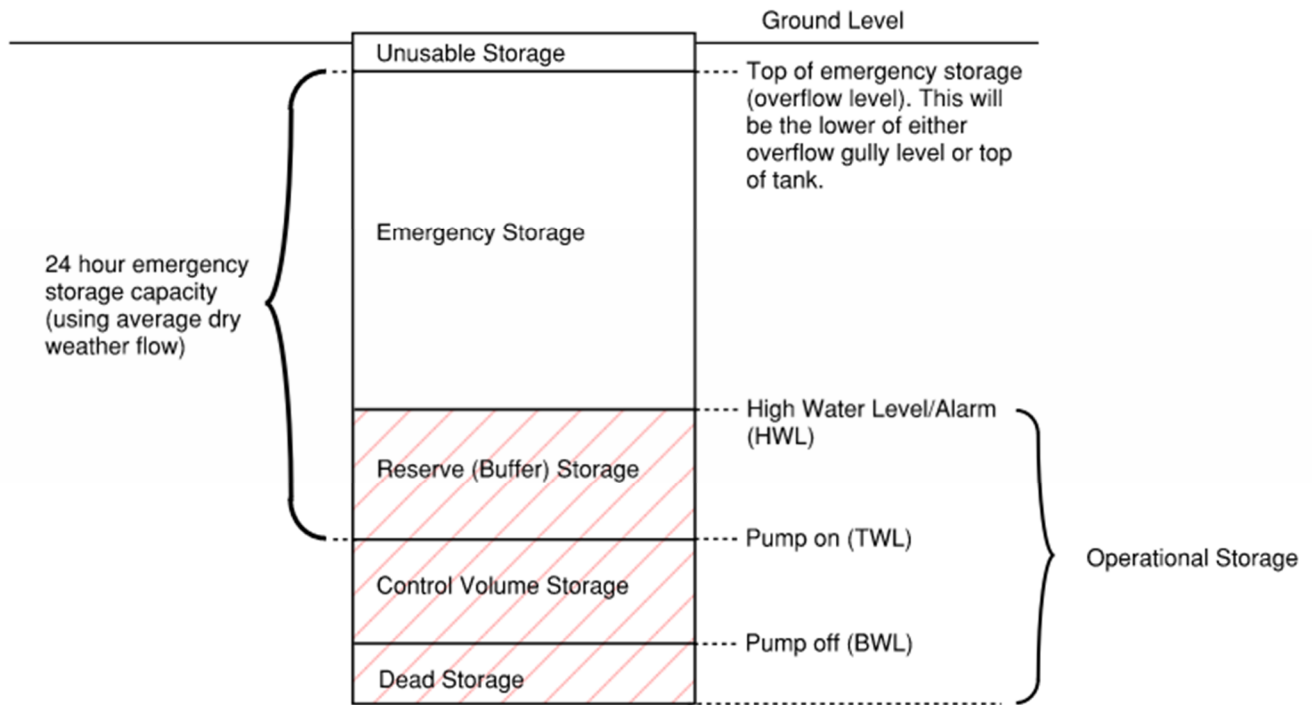 Ground Level
Unusable Storage
Top of emergency storage
(overflow level). This will
be the lower of either
overflow gully level or top
of tank.
Emergency Storage
24 hour emergency
storage capacity
(using average dry
weather flow)
High Water Level/Alarm
(HWL)
Reserve (Buffer) Storage
Pump on (TWL)
Operational Storage
Control Volume Storage
Pump off (BWL)
Dead Storage